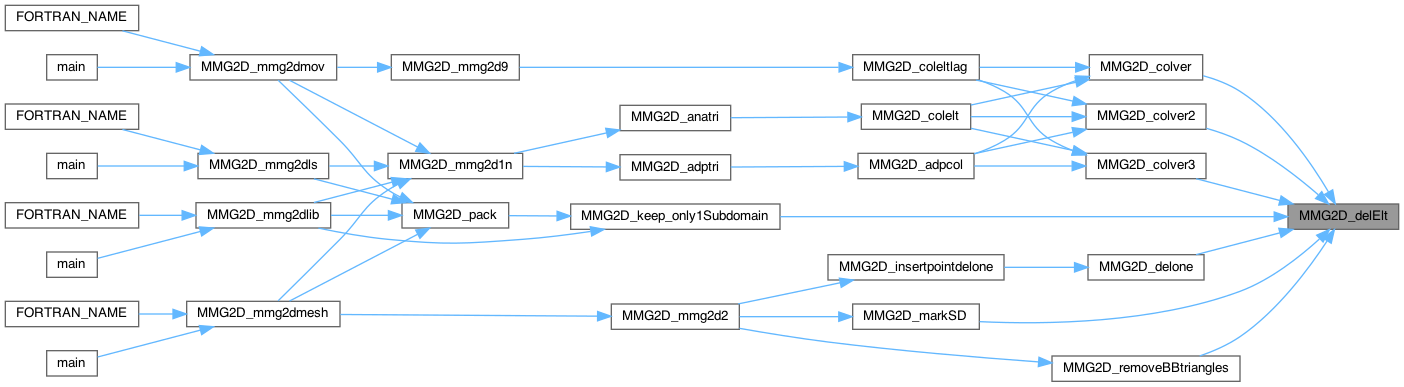 FORTRAN_NAME
main
MMG2D_mmg2dmov
MMG2D_mmg2d9
MMG2D_coleltlag
MMG2D_colver
FORTRAN_NAME
MMG2D_anatri
MMG2D_colelt
MMG2D_colver2
main
MMG2D_mmg2dls
MMG2D_mmg2d1n
MMG2D_adptri
MMG2D_adpcol
MMG2D_colver3
FORTRAN_NAME
MMG2D_mmg2dlib
MMG2D_pack
MMG2D_keep_only1Subdomain
MMG2D_delElt
main
MMG2D_insertpointdelone
MMG2D_delone
FORTRAN_NAME
MMG2D_mmg2dmesh
MMG2D_mmg2d2
MMG2D_markSD
main
MMG2D_removeBBtriangles